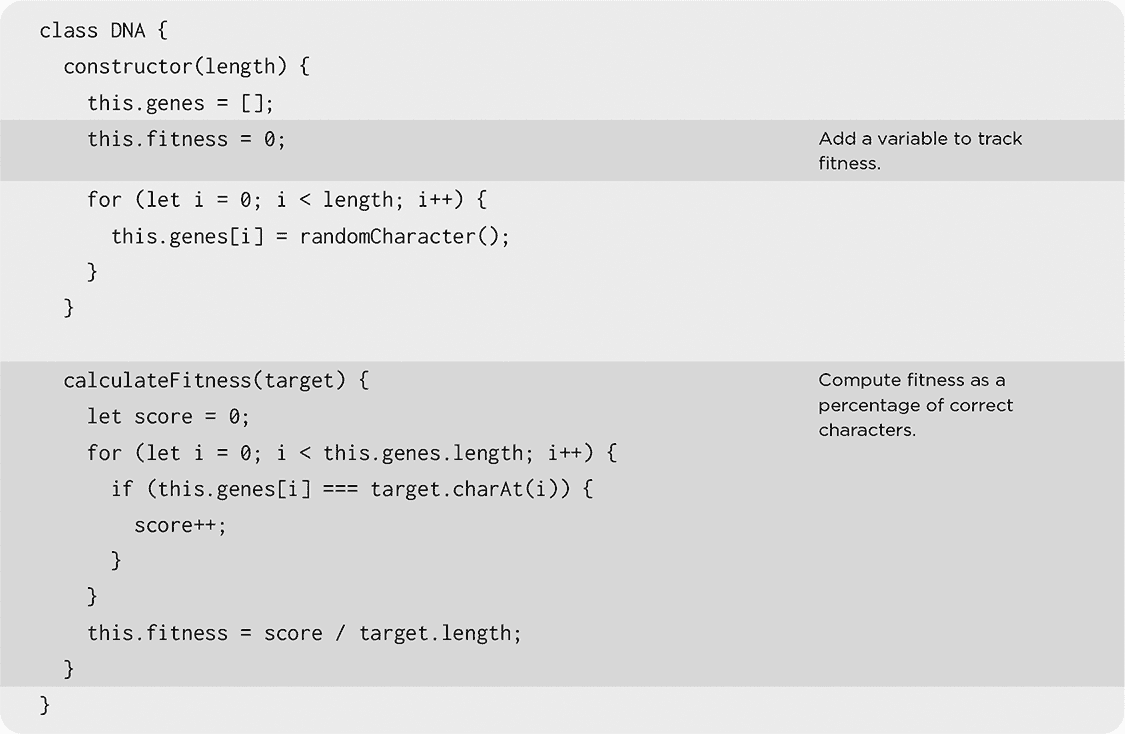 class DNA {
  constructor(length) {
    this.genes = [];
    this.fitness = 0;
Add a variable to track
fitness.
    for (let i = 0; i < length; i++) {
      this.genes[i] = randomCharacter();
    }
  }
  calculateFitness(target) {
Compute fitness as a
percentage of correct
characters.
    let score = 0;
    for (let i = 0; i < this.genes.length; i++) {
      if (this.genes[i] === target.charAt(i)) {
        score++;
      }
    }
    this.fitness = score / target.length;
  }
}